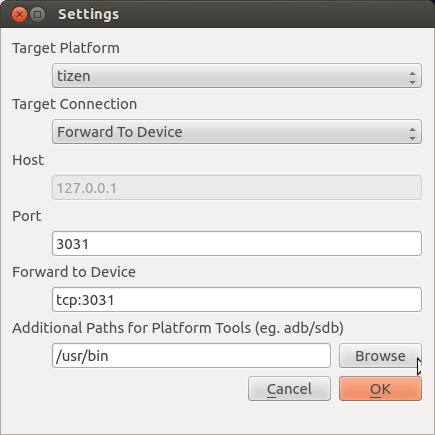 Settings
Target Platform
tizen
Target Connection
Forward To Device
Host
127.0.0.1
Port
3031
Forward to Device
tcp:3031
Additional Paths for Platform Tools (eg. adb/sdb)
/usr/bin Browse
Cancel OK